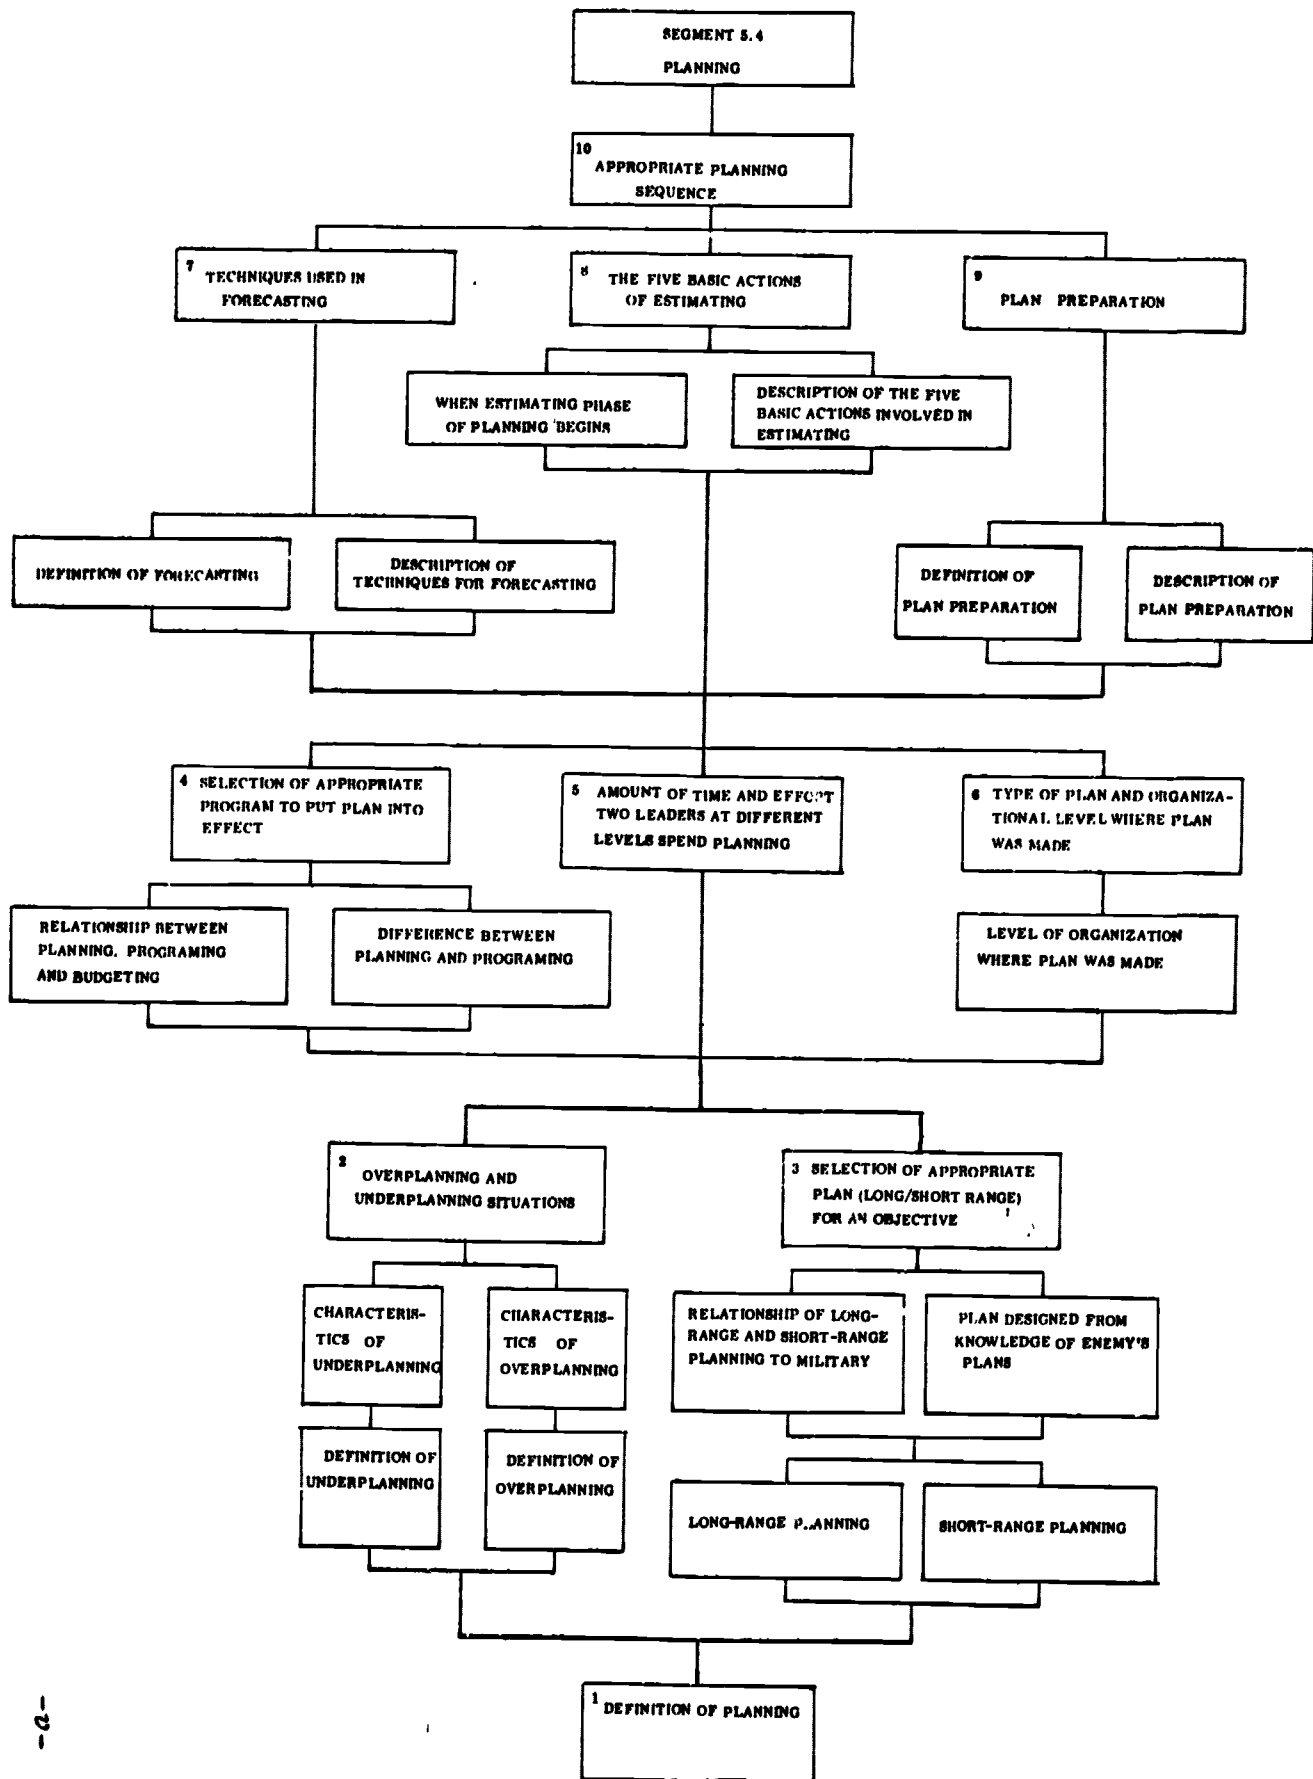 SEGMENT 5.4
PLANNING
10
APPROPRIATE PLANNING
SEQUENCE
7 TECHNIQUES USED IN
FORECASTING
8 THE FIVE BASIC ACTIONS
OF ESTIMATING
9
PLAN PREPARATION
WHEN ESTIMATING PHASE
OF PLANNING BEGINS
DESCRIPTION OF THE FIVE
BASIC ACTIONS INVOLVED IN
ESTIMATING
DEFINITION OF FORECASTING
DESCRIPTION OF
TECHNIQUES FOR FORECASTING
DEFINITION OF
PLAN PREPARATION
DESCRIPTION OF
PLAN PREPARATION
4 SELECTION OF APPROPRIATE
PROGRAM TO PUT PLAN INTO
EFFECT
5 AMOUNT OF TIME AND EFFORT
TWO LEADERS AT DIFFERENT
LEVELS SPEND PLANNING
6 TYPE OF PLAN AND ORGANIZA-
TIONAL LEVEL WHERE PLAN
WAS MADE
RELATIONSHIP BETWEEN
PLANNING, PROGRAMING
AND BUDGETING
DIFFERENCE BETWEEN
PLANNING AND PROGRAMING
LEVEL OF ORGANIZATION
WHERE PLAN WAS MADE
2
OVERPLANNING AND
UNDERPLANNING SITUATIONS
3 SELECTION OF APPROPRIATE
PLAN (LONG/SHORT RANGE)
FOR AN OBJECTIVE
CHARACTERIS-
TICS OF
UNDERPLANNING
CHARACTERIS-
TICS OF
OVERPLANNING
RELATIONSHIP OF LONG-
RANGE AND SHORT-RANGE
PLANNING TO MILITARY
PLAN DESIGNED FROM
KNOWLEDGE OF ENEMY'S
PLANS
DEFINITION OF
UNDERPLANNING
DEFINITION OF
OVERPLANNING
LONG-RANGE PLANNING
SHORT-RANGE PLANNING
1 DEFINITION OF PLANNING
-a-